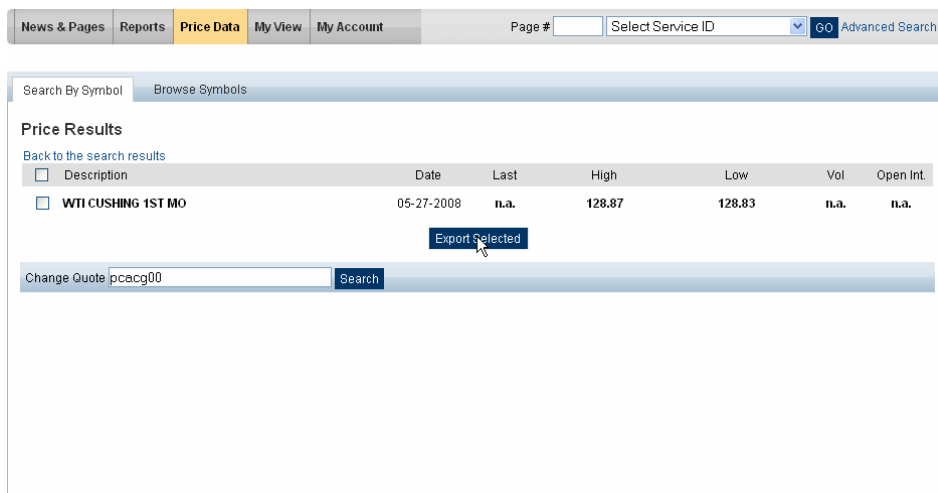 News & Pages Reports Price Data My View My Account Page # Select Service ID GO Advanced Search
Search By Symbol Browse Symbols
Price Results
Back to the search results
Description Date Last High Low Vol Open Int.
WTI CUSHING 1ST MO 05-27-2008 n.a. 128.87 128.83 n.a. n.a.
Export Selected
Change Quote pcacg00 Search